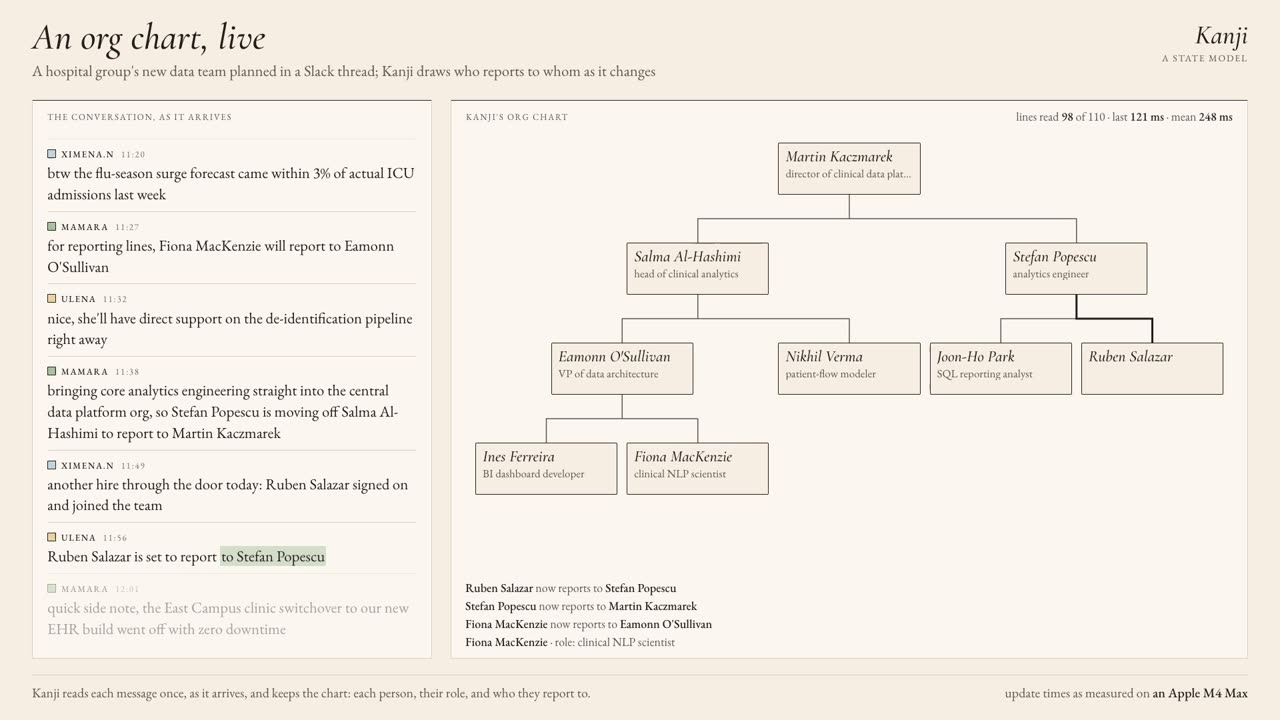 An org chart, live
A hospital group's new data team planned in a Slack thread; Kanji draws who reports to whom as it changes
Kanji
A STATE MODEL
THE CONVERSATION, AS IT ARRIVES
XIMENA.N 11:20
btw the flu-season surge forecast came within 3% of actual ICU
admissions last week
MAMARA 11:27
for reporting lines, Fiona MacKenzie will report to Eamonn
O'Sullivan
ULENA 11:32
nice, she'll have direct support on the de-identification pipeline
right away
MAMARA 11:38
bringing core analytics engineering straight into the central
data platform org, so Stefan Popescu is moving off Salma Al-
Hashimi to report to Martin Kaczmarek
XIMENA.N 11:49
another hire through the door today: Ruben Salazar signed on
and joined the team
ULENA 11:56
Ruben Salazar is set to report to Stefan Popescu
MAMARA 12:01
quick side note, the East Campus clinic switchover to our new
EHR build went off with zero downtime
KANJI'S ORG CHART
lines read 98 of 110 · last 121 ms · mean 248 ms
Martin Kaczmarek
director of clinical data plat...
Salma Al-Hashimi
head of clinical analytics
Stefan Popescu
analytics engineer
Eamonn O'Sullivan
VP of data architecture
Nikhil Verma
patient-flow modeler
Joon-Ho Park
SQL reporting analyst
Ruben Salazar
Ines Ferreira
BI dashboard developer
Fiona MacKenzie
clinical NLP scientist
Ruben Salazar now reports to Stefan Popescu
Stefan Popescu now reports to Martin Kaczmarek
Fiona MacKenzie now reports to Eamonn O'Sullivan
Fiona MacKenzie · role: clinical NLP scientist
Kanji reads each message once, as it arrives, and keeps the chart: each person, their role, and who they report to.
update times as measured on an Apple M4 Max